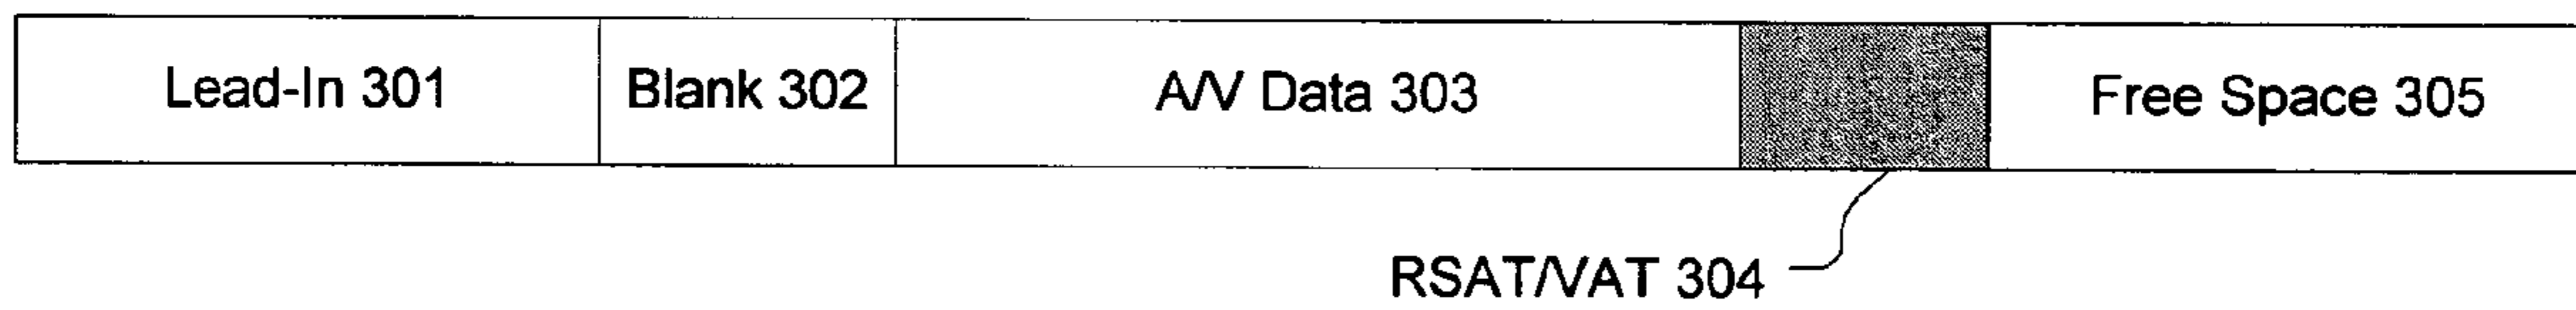 Lead-In 301 Blank 302 A/V Data 303 Free Space 305
RSAT/VAT 304